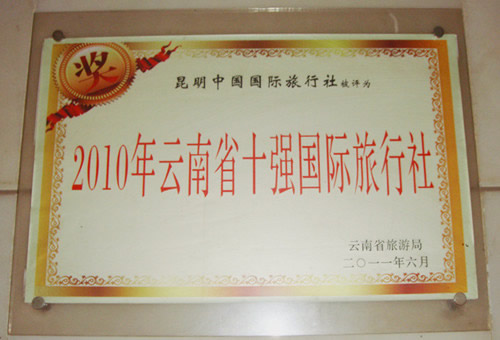 奖
昆明中国国际旅行社被评为
2010年云南省十强国际旅行社
云南省旅游局
二〇一一年六月